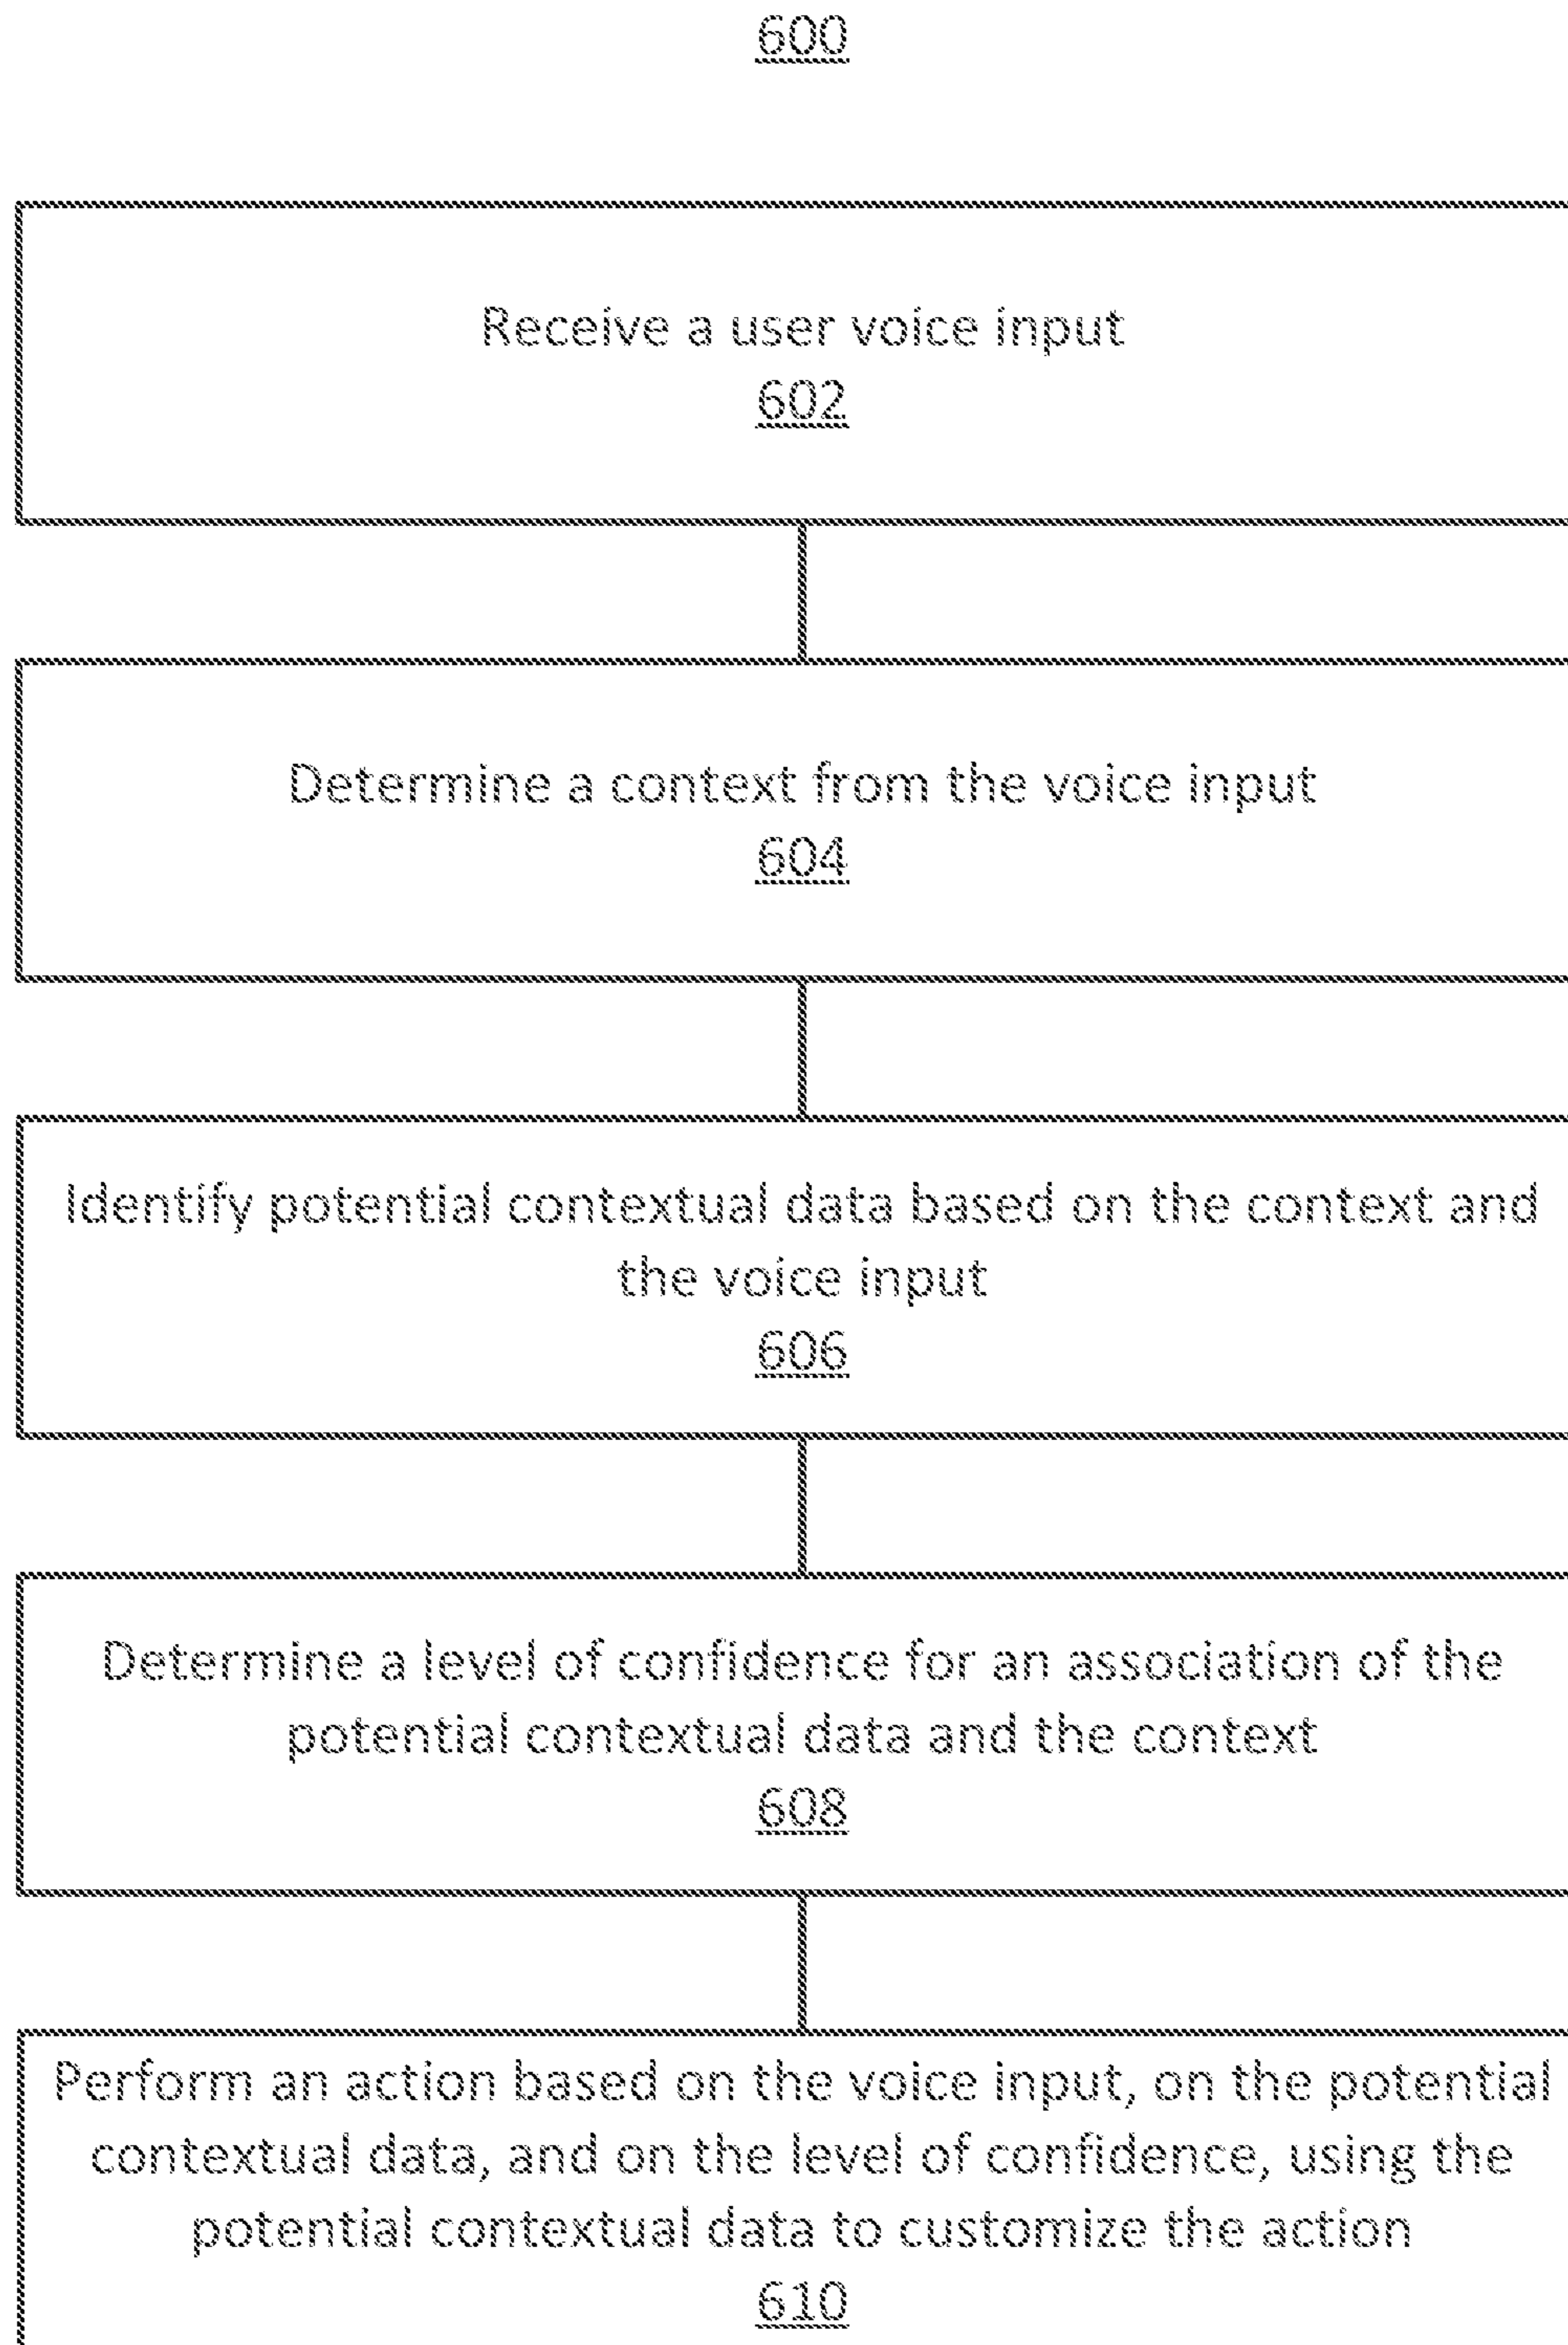 600
Receive a user voice input
602
Determine a context from the voice input
604
Identify potential contextual data based on the context and
the voice input
606
Determine a level of confidence for an association of the
potential contextual data and the context
608
Perform an action based on the voice input, on the potential
contextual data, and on the level of confidence, using the
potential contextual data to customize the action
610